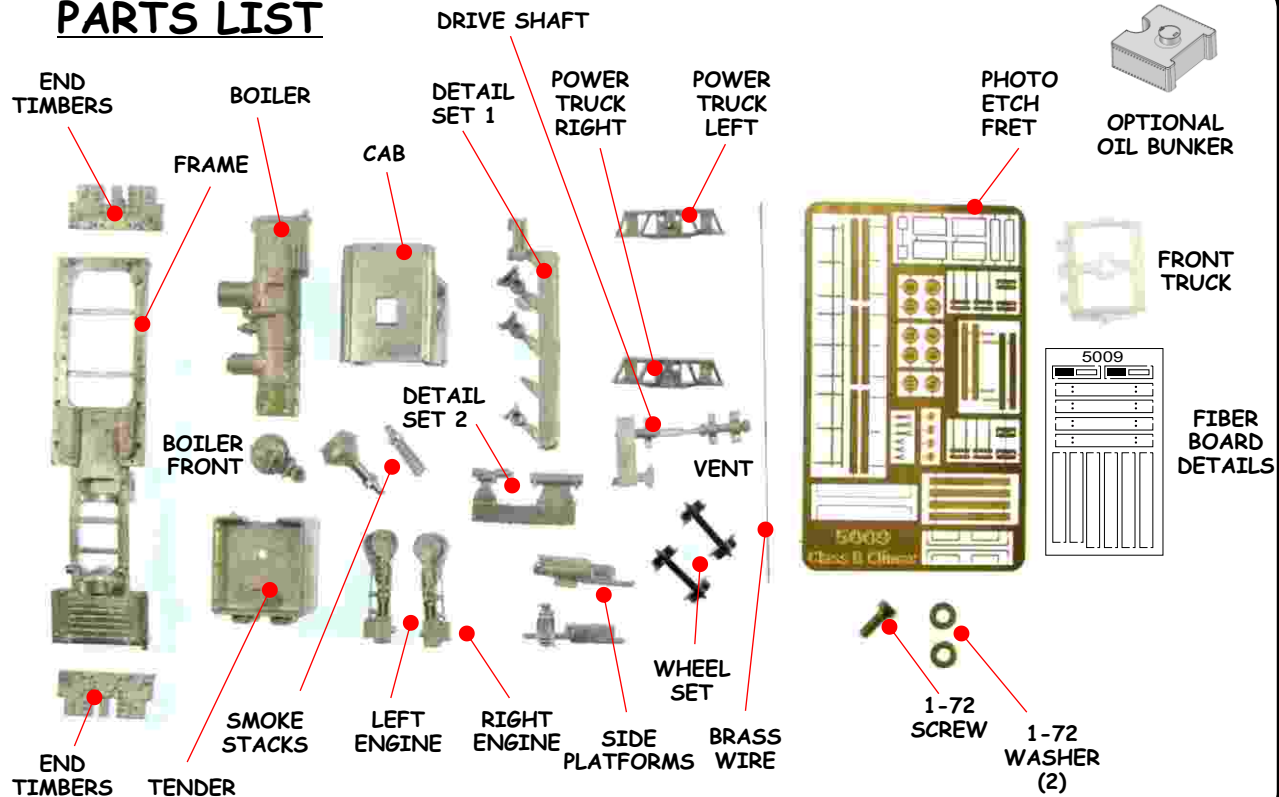 PARTS LIST
DRIVE SHAFT
END
TIMBERS
BOILER
DETAIL
SET 1
POWER
TRUCK
RIGHT
POWER
TRUCK
LEFT
PHOTO
ETCH
FRET
OPTIONAL
OIL BUNKER
FRAME
CAB
FRONT
TRUCK
5009
FIBER
BOARD
DETAILS
DETAIL
SET 2
BOILER
FRONT
VENT
5009
Class B Climax
WHEEL
SET
1-72
SCREW
1-72
WASHER
(2)
SMOKE
STACKS
LEFT
ENGINE
RIGHT
ENGINE
SIDE
PLATFORMS
BRASS
WIRE
END
TIMBERS
TENDER